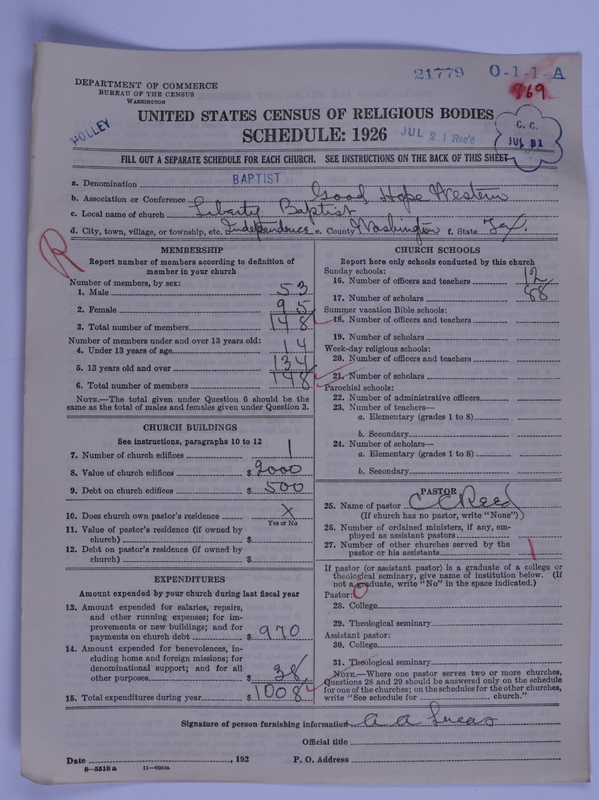 21779 O-1-1-A
969
DEPARTMENT OF COMMERCE
BUREAU OF THE CENSUS
WASHINGTON
POLLEY
UNITED STATES CENSUS OF RELIGIOUS BODIES
SCHEDULE: 1926
JUL 21 Rec'd
C. C.
JUL 31
FILL OUT A SEPARATE SCHEDULE FOR EACH CHURCH. SEE INSTRUCTIONS ON THE BACK OF THIS SHEET
a. Denomination BAPTIST
b. Association or Conference Good Hope Western
c. Local name of church Liberty Baptist
d. City, town, village, or township, etc. Independence e. County Washington f. State Tex.
R
MEMBERSHIP
Report number of members according to definition of
member in your church
Number of members, by sex:
1. Male 53
2. Female 95
3. Total number of members 148
Number of members under and over 13 years old:
4. Under 13 years of age 14
5. 13 years old and over 134
6. Total number of members 148
NOTE.—The total given under Question 6 should be the
same as the total of males and females given under Question 3.
CHURCH BUILDINGS
See instructions, paragraphs 10 to 12
7. Number of church edifices 1
8. Value of church edifices $ 2000
9. Debt on church edifices $ 500
10. Does church own pastor's residence X
Yes or No
11. Value of pastor's residence (if owned by
church) $
12. Debt on pastor's residence (if owned by
church) $
EXPENDITURES
Amount expended by your church during last fiscal year
13. Amount expended for salaries, repairs,
and other running expenses; for im-
provements or new buildings; and for
payments on church debt $ 970
14. Amount expended for benevolences, in-
cluding home and foreign missions; for
denominational support; and for all
other purposes $ 38
15. Total expenditures during year $ 1008
CHURCH SCHOOLS
Report here only schools conducted by this church
Sunday schools:
16. Number of officers and teachers 12
17. Number of scholars 88
Summer vacation Bible schools:
18. Number of officers and teachers
19. Number of scholars
Week-day religious schools:
20. Number of officers and teachers
21. Number of scholars
Parochial schools:
22. Number of administrative officers
23. Number of teachers—
a. Elementary (grades 1 to 8)
b. Secondary
24. Number of scholars—
a. Elementary (grades 1 to 8)
b. Secondary
PASTOR
25. Name of pastor C C Reed
(If church has no pastor, write "None")
26. Number of ordained ministers, if any, em-
ployed as assistant pastors
27. Number of other churches served by the
pastor or his assistants 1
If pastor (or assistant pastor) is a graduate of a college or
theological seminary, give name of institution below. (If
not a graduate, write "No" in the space indicated.)
Pastor: O
28. College
29. Theological seminary
Assistant pastor:
30. College
31. Theological seminary
NOTE.—Where one pastor serves two or more churches,
Questions 28 and 29 should be answered only on the schedule
for one of the churches; on the schedules for the other churches,
write "See schedule for church."
Signature of person furnishing information A A Lucas
Official title
Date , 192 P. O. Address
8—5518 a